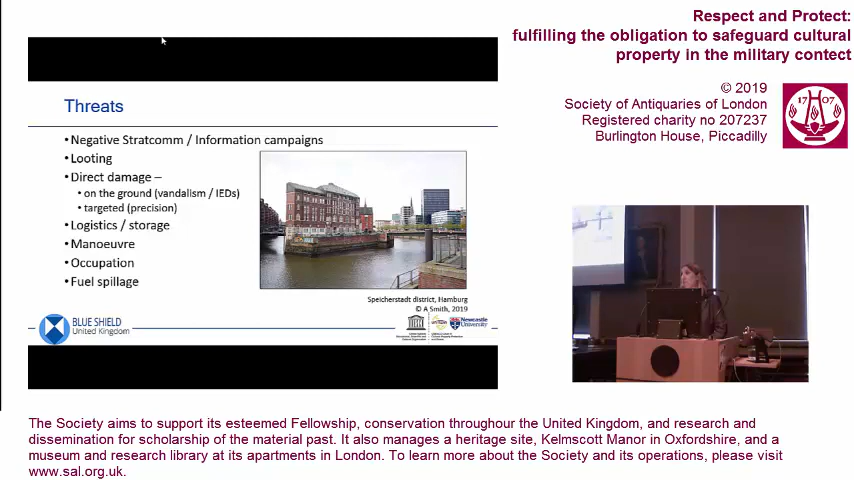 Respect and Protect:
fulfilling the obligation to safeguard cultural
property in the military contect
© 2019
Society of Antiquaries of London
Registered charity no 207237
Burlington House, Piccadilly
17 07
Threats
•Negative Stratcomm / Information campaigns
•Looting
•Direct damage –
•on the ground (vandalism / IEDs)
•targeted (precision)
•Logistics / storage
•Manoeuvre
•Occupation
•Fuel spillage
Speicherstadt district, Hamburg
© A Smith, 2019
BLUE SHIELD
United Kingdom
Newcastle
University
The Society aims to support its esteemed Fellowship, conservation throughour the United Kingdom, and research and
dissemination for scholarship of the material past. It also manages a heritage site, Kelmscott Manor in Oxfordshire, and a
museum and research library at its apartments in London. To learn more about the Society and its operations, please visit
www.sal.org.uk.